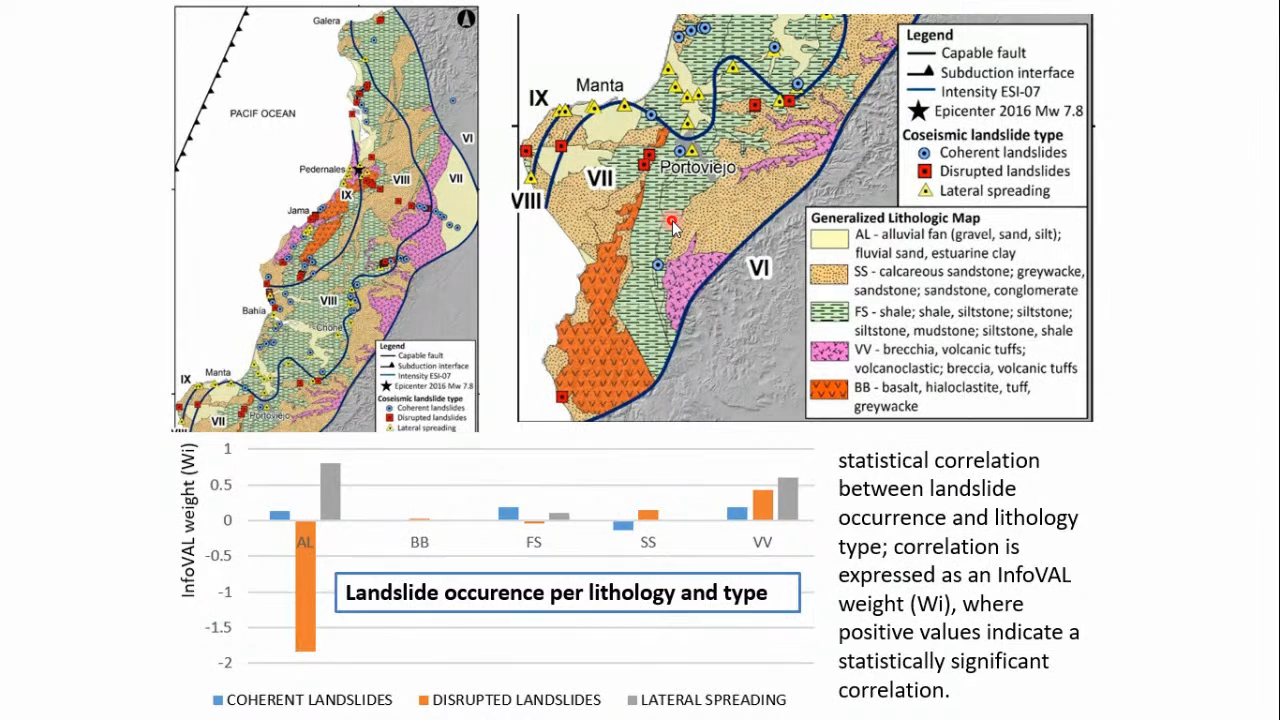 Galera
PACIF OCEAN
VI
Pedernales
VIII
VII
IX
Jama
VIII
Bahía
Chone
Legend
Capable fault
Subduction interface
Intensity ESI-07
Epicenter 2016 Mw 7.8
Coseismic landslide type
Coherent landslides
Disrupted landslides
Lateral spreading
IX
Manta
Portoviejo
VII
VIII
Manta
IX
Portoviejo
VII
VIII
VI
Legend
Capable fault
Subduction interface
Intensity ESI-07
Epicenter 2016 Mw 7.8
Coseismic landslide type
Coherent landslides
Disrupted landslides
Lateral spreading
Generalized Lithologic Map
AL - alluvial fan (gravel, sand, silt);
fluvial sand, estuarine clay
SS - calcareous sandstone; greywacke,
sandstone; sandstone, conglomerate
FS - shale; shale, siltstone; siltstone;
siltstone, mudstone; siltstone, shale
VV - brecchia, volcanic tuffs;
volcanoclastic; breccia, volcanic tuffs
BB - basalt, hialoclastite, tuff,
greywacke
InfoVAL weight (Wi)
1
0.5
0
-0.5
-1
-1.5
-2
AL BB FS SS VV
Landslide occurence per lithology and type
COHERENT LANDSLIDES DISRUPTED LANDSLIDES LATERAL SPREADING
statistical correlation
between landslide
occurrence and lithology
type; correlation is
expressed as an InfoVAL
weight (Wi), where
positive values indicate a
statistically significant
correlation.